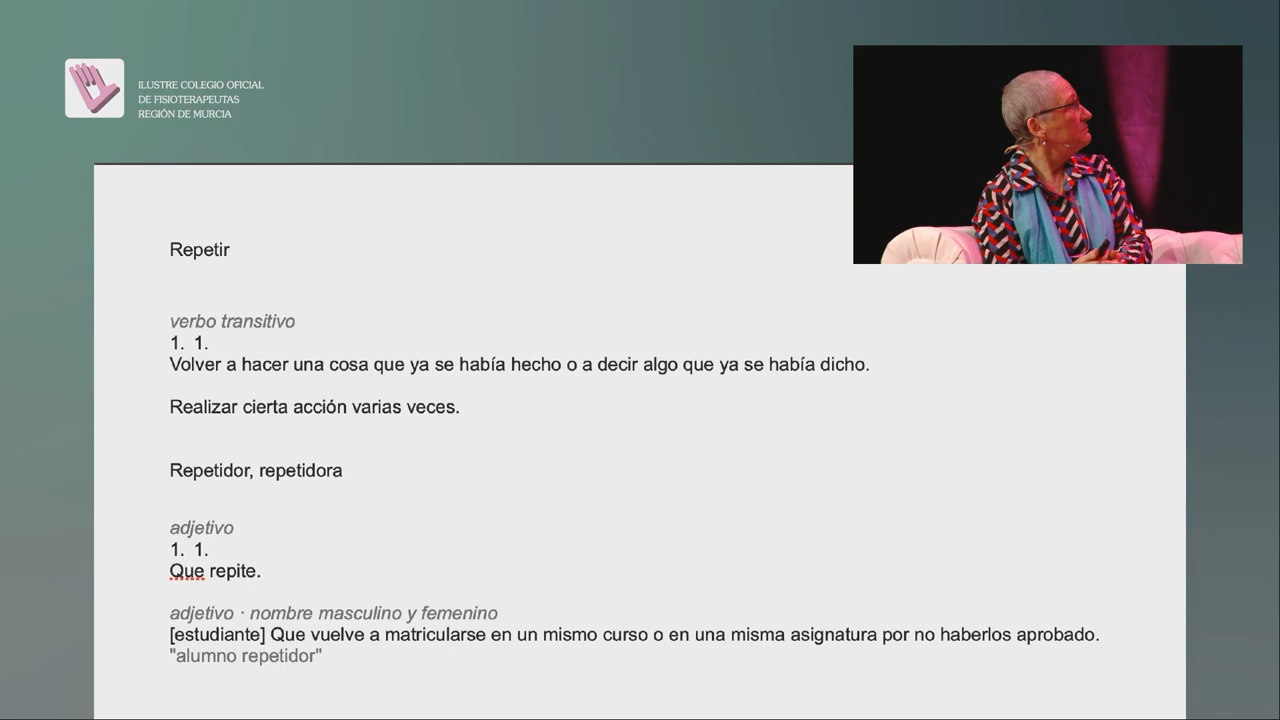 ILUSTRE COLEGIO OFICIAL
DE FISIOTERAPEUTAS
REGIÓN DE MURCIA
Repetir
verbo transitivo
1. 1.
Volver a hacer una cosa que ya se había hecho o a decir algo que ya se había dicho.
Realizar cierta acción varias veces.
Repetidor, repetidora
adjetivo
1. 1.
Que repite.
adjetivo · nombre masculino y femenino
[estudiante] Que vuelve a matricularse en un mismo curso o en una misma asignatura por no haberlos aprobado.
"alumno repetidor"